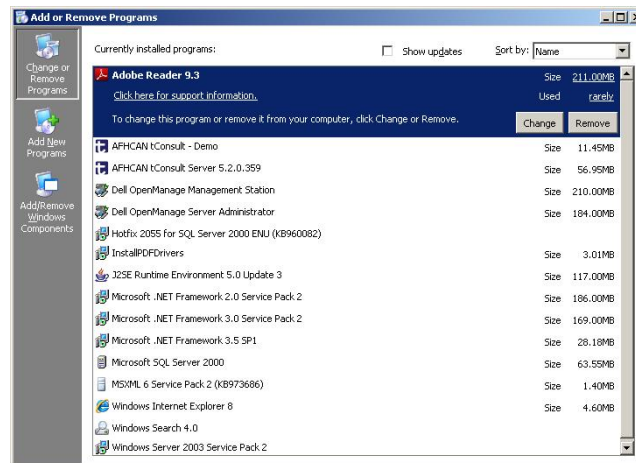 Add or Remove Programs
Change or
Remove
Programs
Add New
Programs
Add/Remove
Windows
Components
Currently installed programs:
Show updates
Sort by: Name
Adobe Reader 9.3 Size 211.00MB
Click here for support information. Used rarely
To change this program or remove it from your computer, click Change or Remove. Change Remove
AFHCAN tConsult - Demo Size 11.45MB
AFHCAN tConsult Server 5.2.0.359 Size 56.95MB
Dell OpenManage Management Station Size 210.00MB
Dell OpenManage Server Administrator Size 184.00MB
Hotfix 2055 for SQL Server 2000 ENU (KB960082)
InstallPDFDrivers Size 3.01MB
J2SE Runtime Environment 5.0 Update 3 Size 117.00MB
Microsoft .NET Framework 2.0 Service Pack 2 Size 186.00MB
Microsoft .NET Framework 3.0 Service Pack 2 Size 169.00MB
Microsoft .NET Framework 3.5 SP1 Size 28.18MB
Microsoft SQL Server 2000 Size 63.55MB
MSXML 6 Service Pack 2 (KB973686) Size 1.40MB
Windows Internet Explorer 8 Size 4.60MB
Windows Search 4.0
Windows Server 2003 Service Pack 2